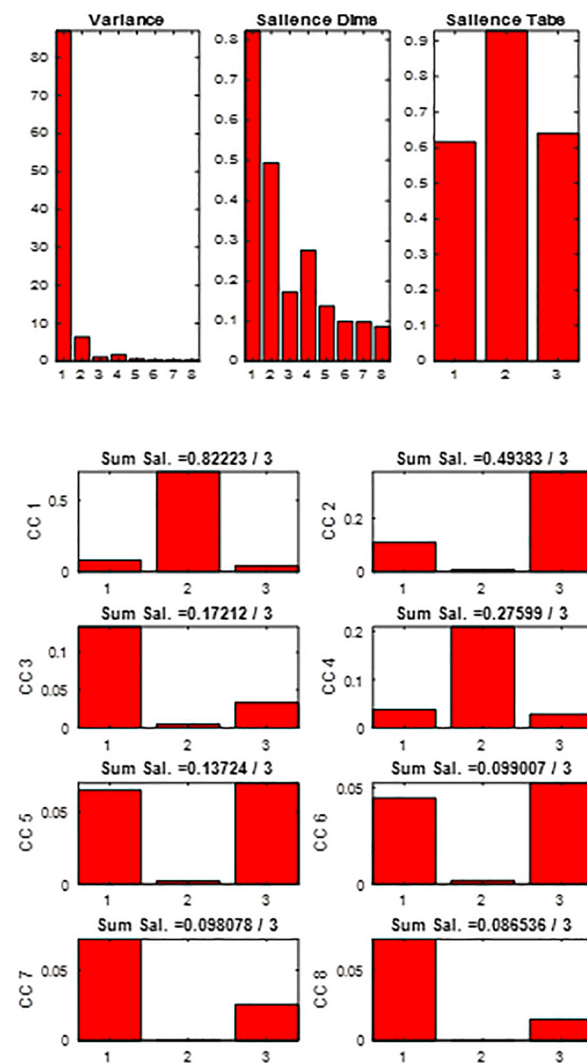 Variance Salience Dims Salience Tabs
80 0.8 0.9
70 0.7 0.8
60 0.6 0.7
50 0.5 0.6
40 0.4 0.5
30 0.3 0.4
20 0.2 0.3
10 0.1 0.2
0 0 0.1
0
1 2 3 4 5 6 7 8 1 2 3 4 5 6 7 8 1 2 3
Sum Sal. =0.82223 / 3 Sum Sal. =0.49383 / 3
CC 1 0.5 0 CC 2 0.2 0
1 2 3 1 2 3
Sum Sal. =0.17212 / 3 Sum Sal. =0.27599 / 3
CC 3 0.1 0.05 0 CC 4 0.2 0.1 0
1 2 3 1 2 3
Sum Sal. =0.13724 / 3 Sum Sal. =0.099007 / 3
CC 5 0.05 0 CC 6 0.05 0
1 2 3 1 2 3
Sum Sal. =0.098078 / 3 Sum Sal. =0.086536 / 3
CC 7 0.05 0 CC 8 0.05 0
1 2 3 1 2 3